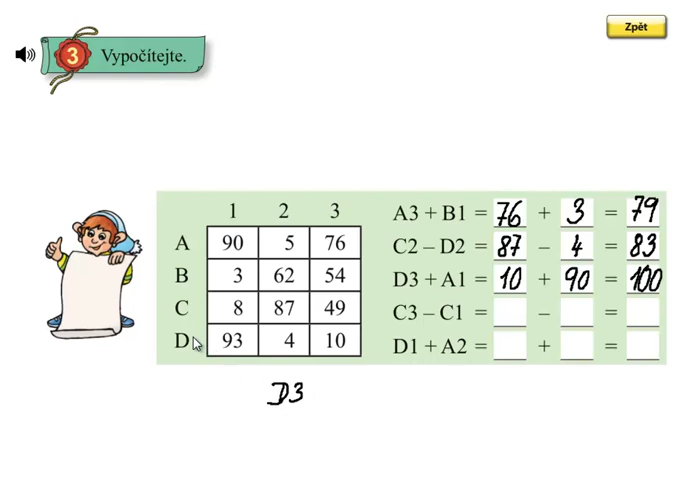 Zpět
3 Vypočítejte.
1 2 3
A 90 5 76
B 3 62 54
C 8 87 49
D 93 4 10
A3 + B1 = 76 + 3 = 79
C2 – D2 = 87 – 4 = 83
D3 + A1 = 10 + 90 = 100
C3 – C1 = – =
D1 + A2 = + =
D3